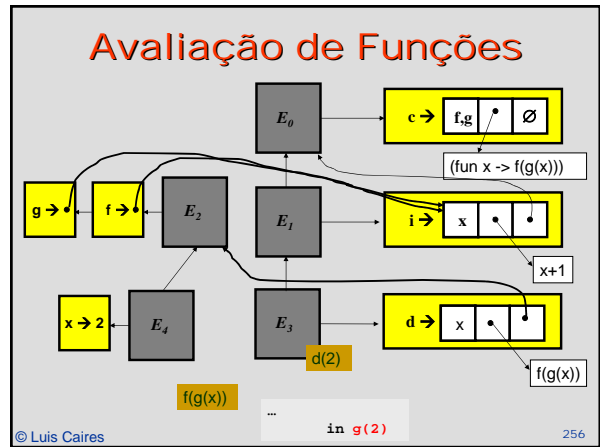 Avaliação de Funções
E0
c → f,g ∅
(fun x -> f(g(x)))
g → f → E2
E1
i → x
x+1
x → 2
E4
E3
d → x
d(2)
f(g(x))
f(g(x))
…
in g(2)
© Luis Caires
256